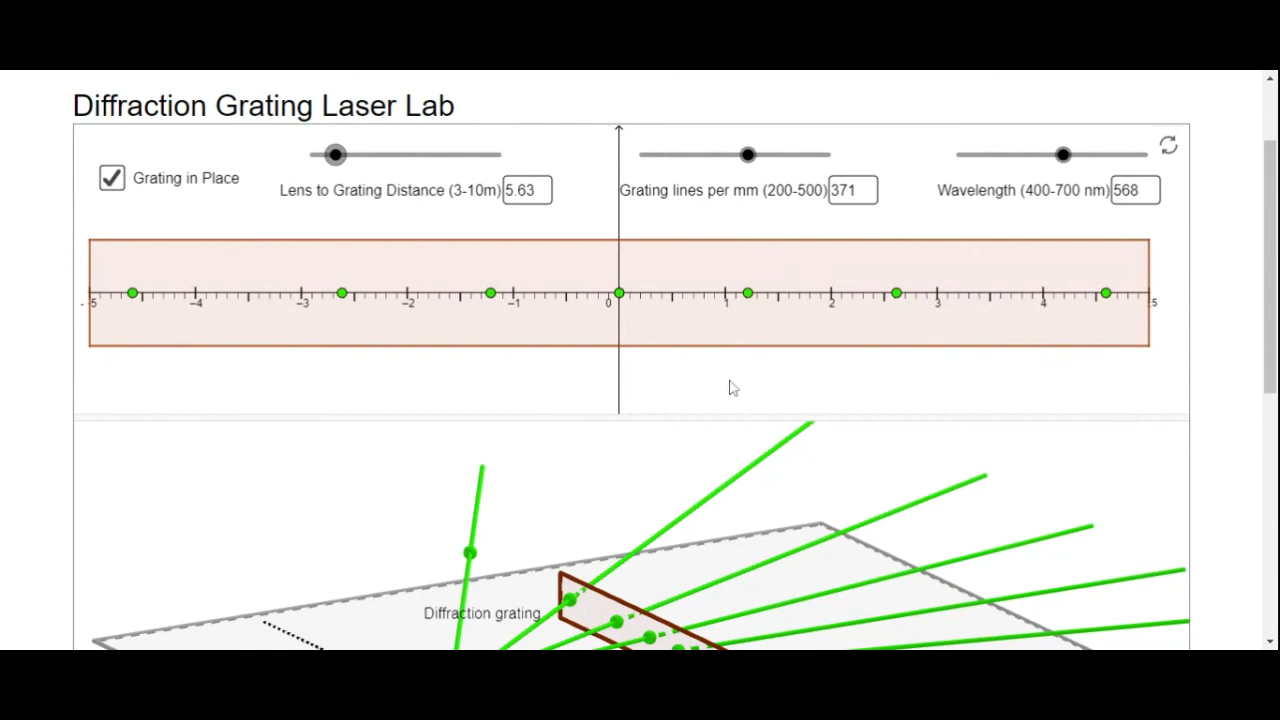 Diffraction Grating Laser Lab
Grating in Place
Lens to Grating Distance (3-10m) 5.63
Grating lines per mm (200-500) 371
Wavelength (400-700 nm) 568
-5 -4 -3 -2 -1 0 1 2 3 4 5
Diffraction grating